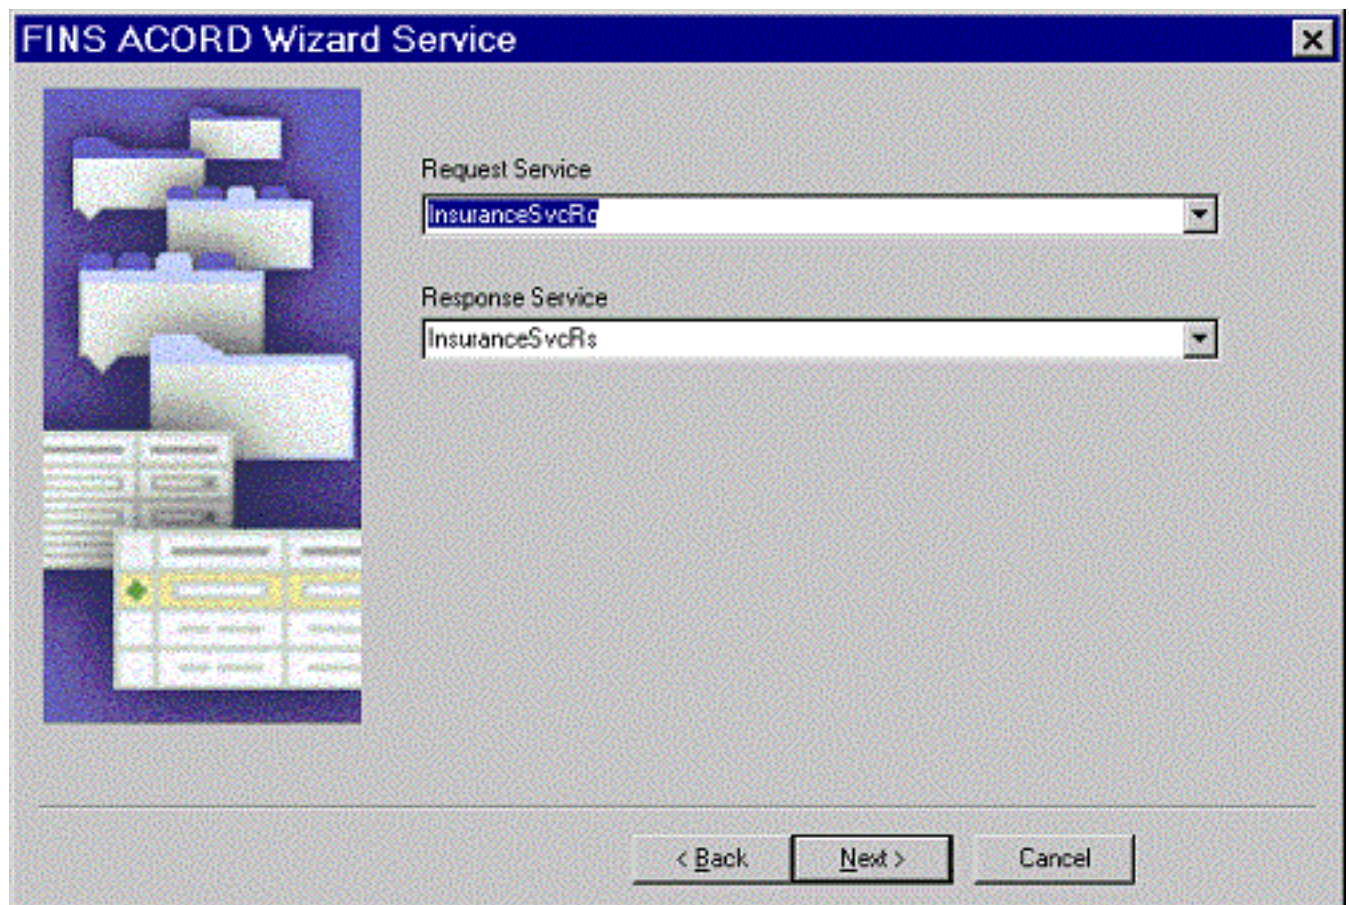 FINS ACORD Wizard Service
Request Service
InsuranceSvcRq
Response Service
InsuranceSvcRs
< Back
Next >
Cancel